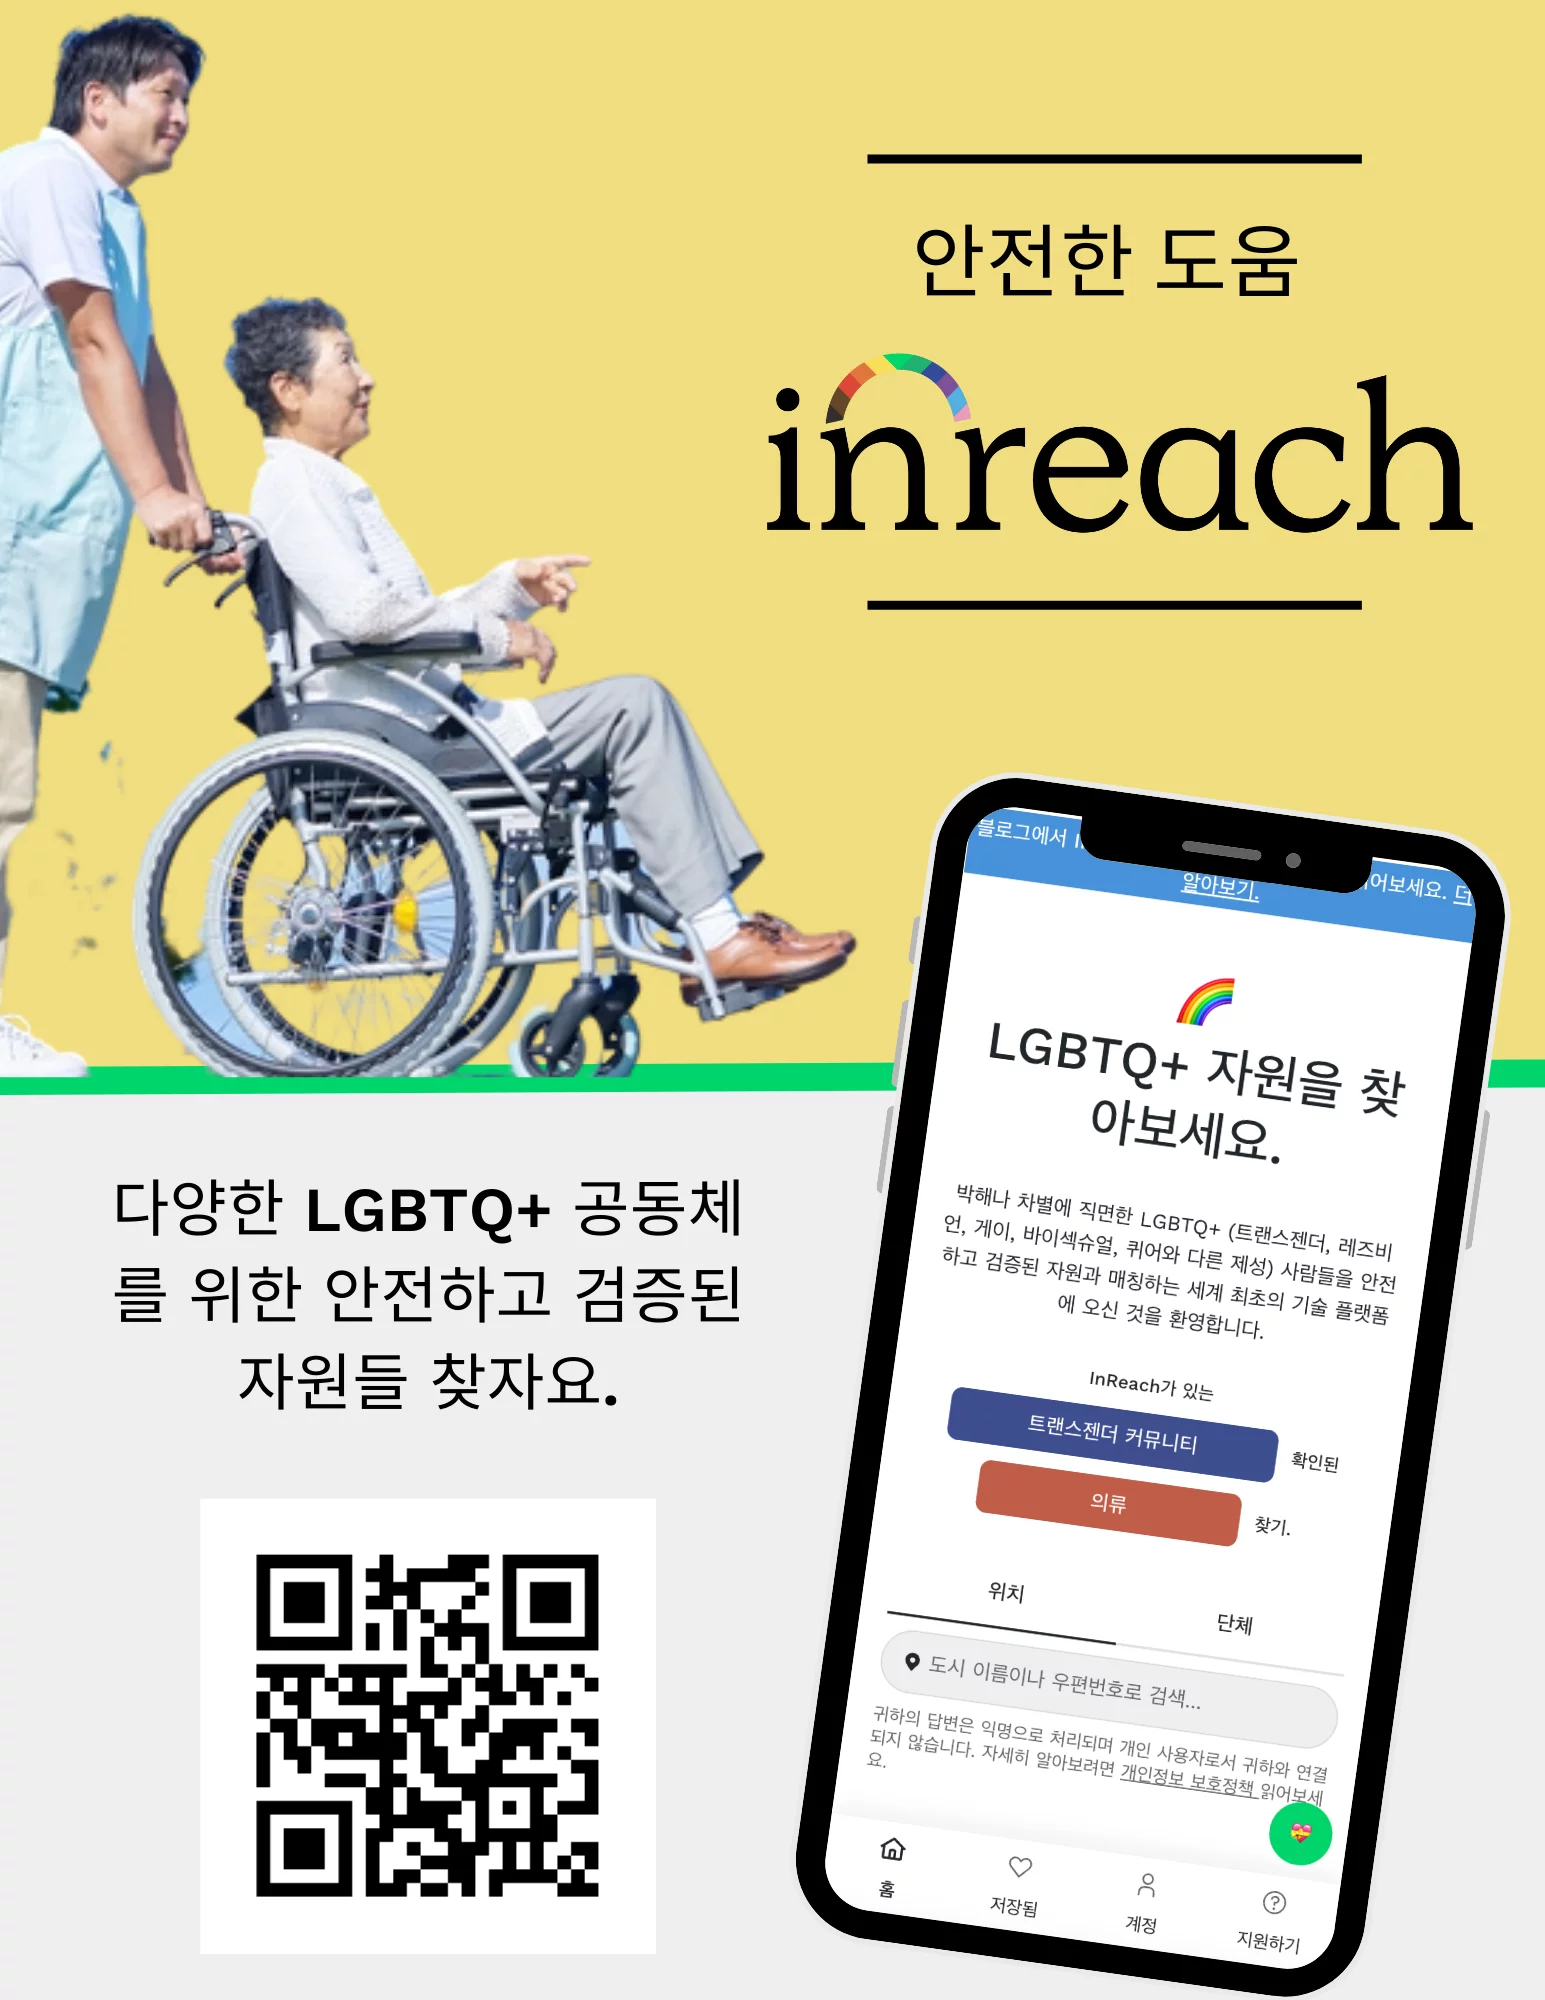 안전한 도움
inreach
다양한 LGBTQ+ 공동체
를 위한 안전하고 검증된
자원들 찾자요.
블로그에서
어보세요. 더
알아보기.
LGBTQ+ 자원을 찾
아보세요.
박해나 차별에 직면한 LGBTQ+ (트랜스젠더, 레즈비
언, 게이, 바이섹슈얼, 퀴어와 다른 제성) 사람들을 안전
하고 검증된 자원과 매칭하는 세계 최초의 기술 플랫폼
에 오신 것을 환영합니다.
InReach가 있는
트랜스젠더 커뮤니티 확인된
의류 찾기.
위치 단체
도시 이름이나 우편번호로 검색...
귀하의 답변은 익명으로 처리되며 개인 사용자로서 귀하와 연결
되지 않습니다. 자세히 알아보려면 개인정보 보호정책 읽어보세
요.
홈 저장됨 계정 지원하기